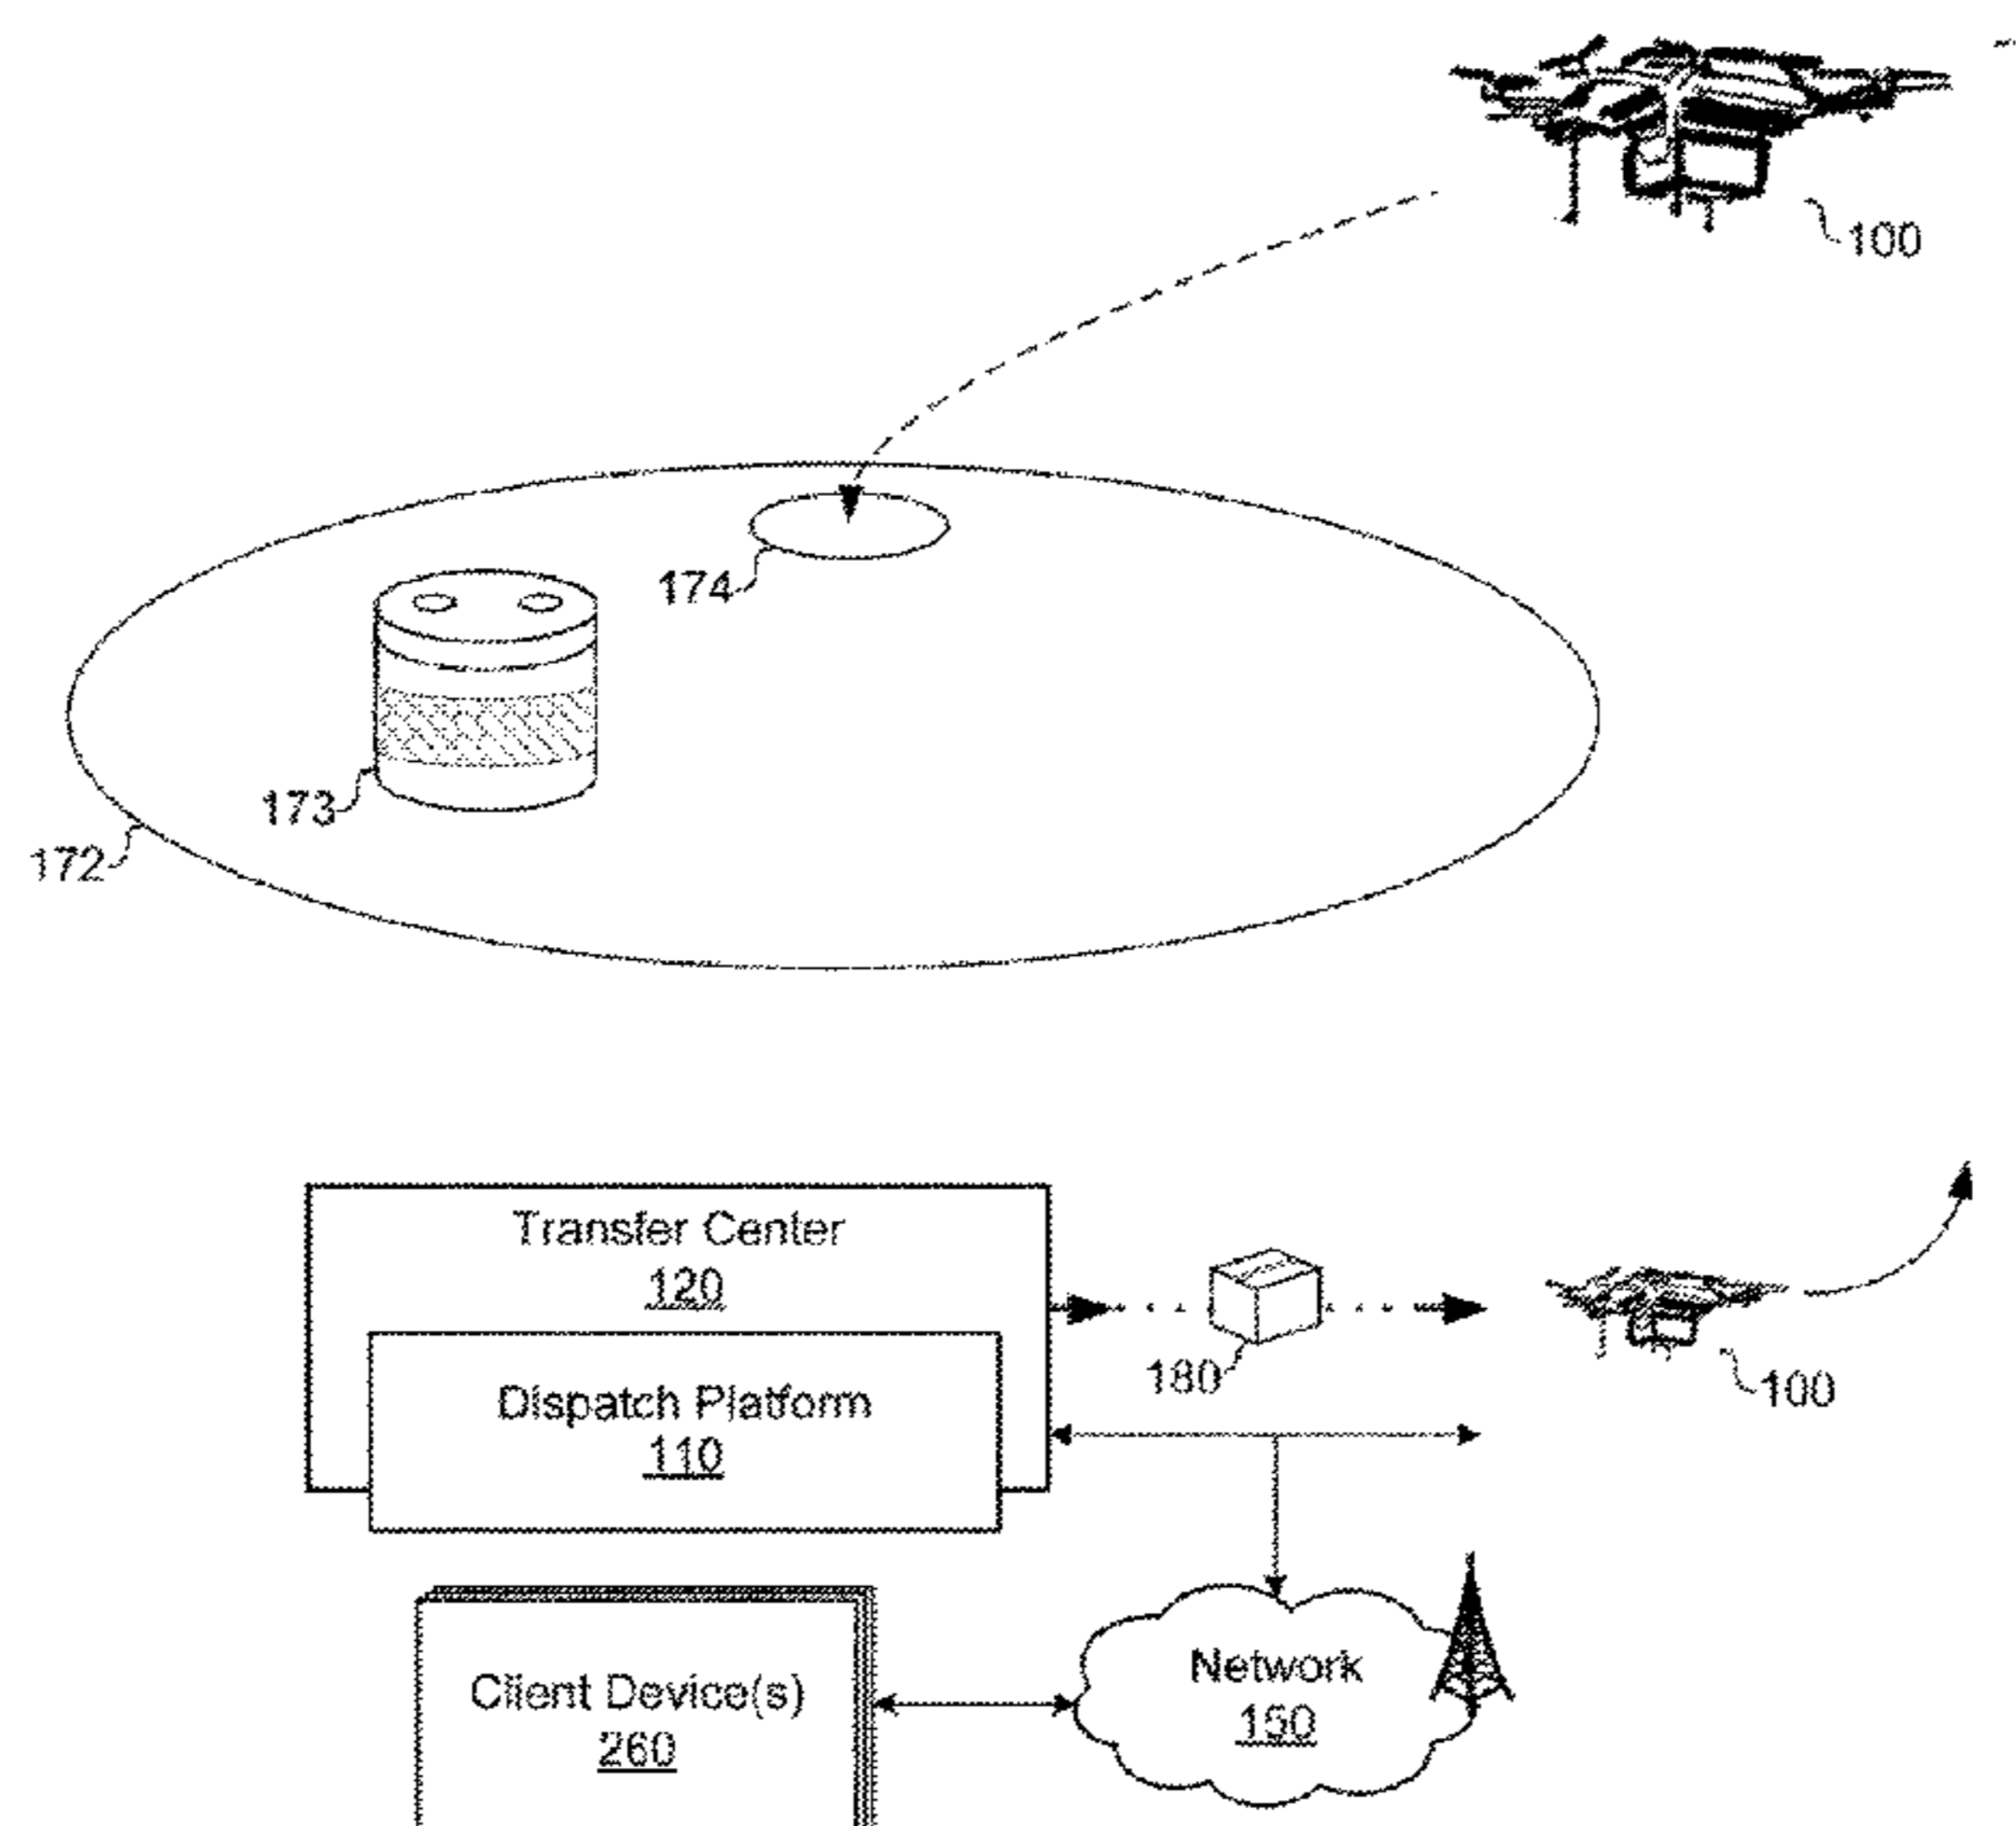 100
174
173
172
Transfer Center
120
180
Dispatch Platform
100
110
Network
Client Device(s)
150
260